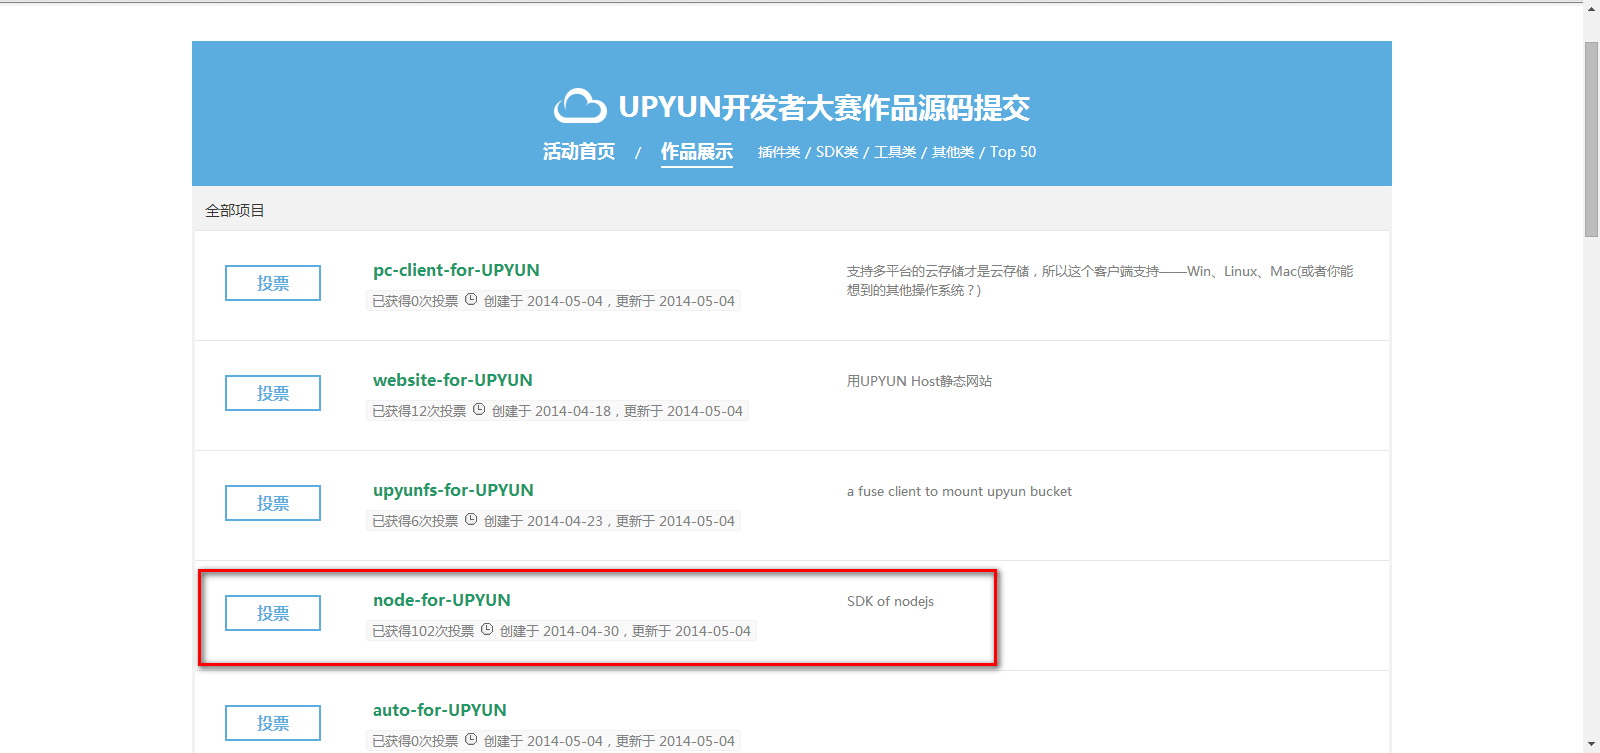 UPYUN开发者大赛作品源码提交
活动首页 / 作品展示 插件类 / SDK类 / 工具类 / 其他类 / Top 50
全部项目
投票
pc-client-for-UPYUN
已获得0次投票 创建于 2014-05-04，更新于 2014-05-04
支持多平台的云存储才是云存储，所以这个客户端支持——Win、Linux、Mac(或者你能
想到的其他操作系统？)
投票
website-for-UPYUN
已获得12次投票 创建于 2014-04-18，更新于 2014-05-04
用UPYUN Host静态网站
投票
upyunfs-for-UPYUN
已获得6次投票 创建于 2014-04-23，更新于 2014-05-04
a fuse client to mount upyun bucket
投票
node-for-UPYUN
已获得102次投票 创建于 2014-04-30，更新于 2014-05-04
SDK of nodejs
投票
auto-for-UPYUN
已获得0次投票 创建于 2014-05-04，更新于 2014-05-04